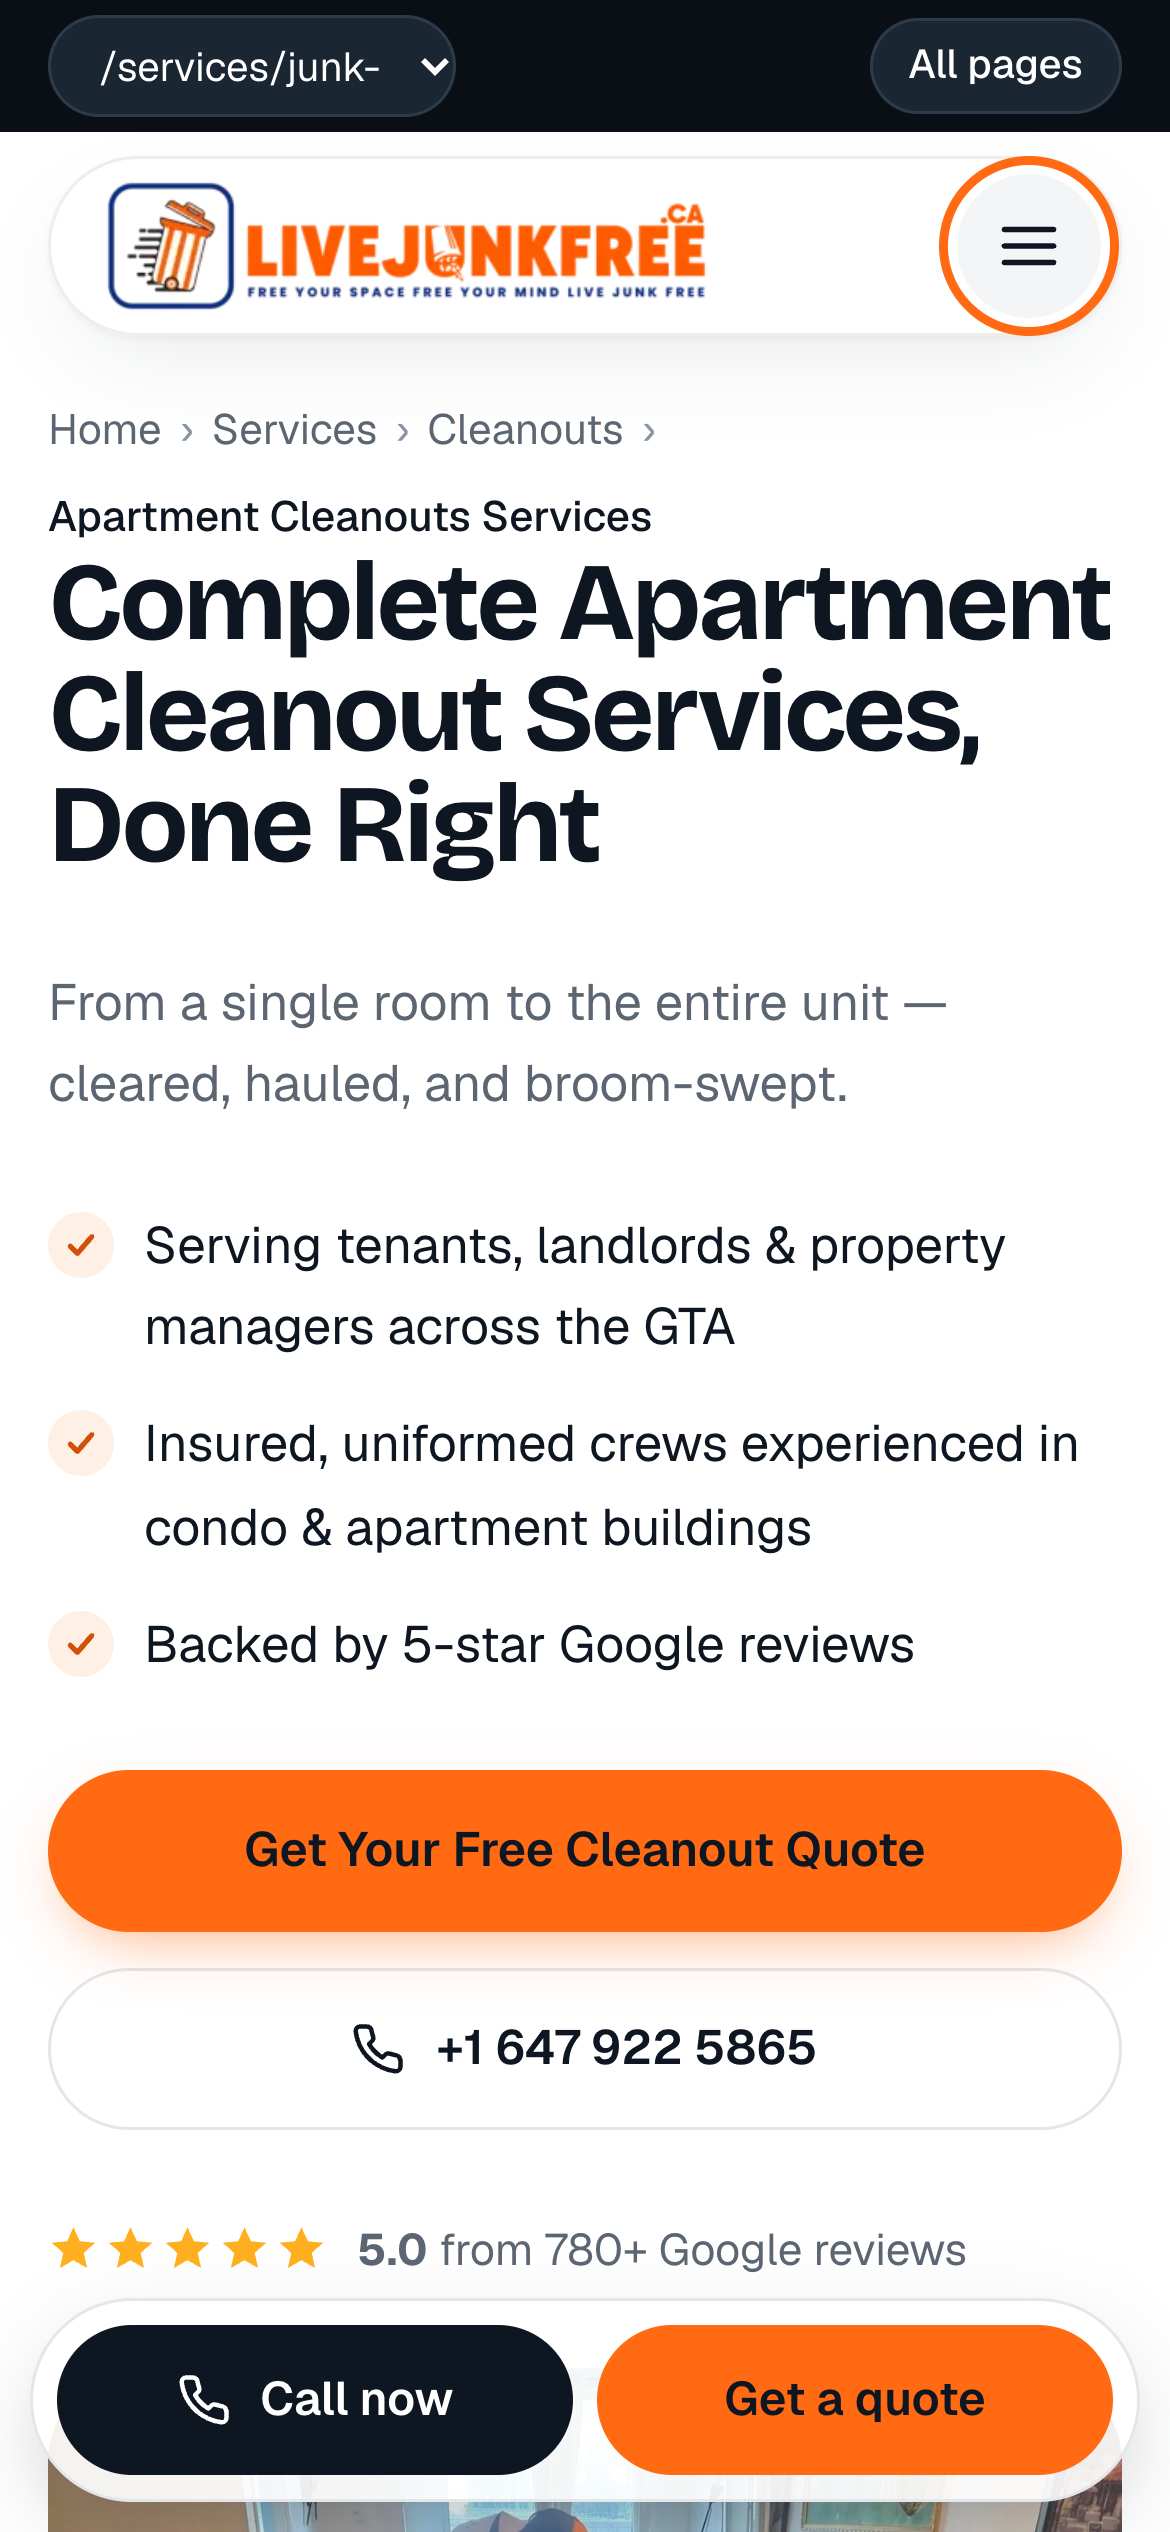 /services/junk-
All pages
.CA
LIVEJUNKFREE
FREE YOUR SPACE FREE YOUR MIND LIVE JUNK FREE
Home › Services › Cleanouts ›
Apartment Cleanouts Services
Complete Apartment
Cleanout Services,
Done Right
From a single room to the entire unit —
cleared, hauled, and broom-swept.
Serving tenants, landlords & property
managers across the GTA
Insured, uniformed crews experienced in
condo & apartment buildings
Backed by 5-star Google reviews
Get Your Free Cleanout Quote
+1 647 922 5865
5.0 from 780+ Google reviews
Call now
Get a quote